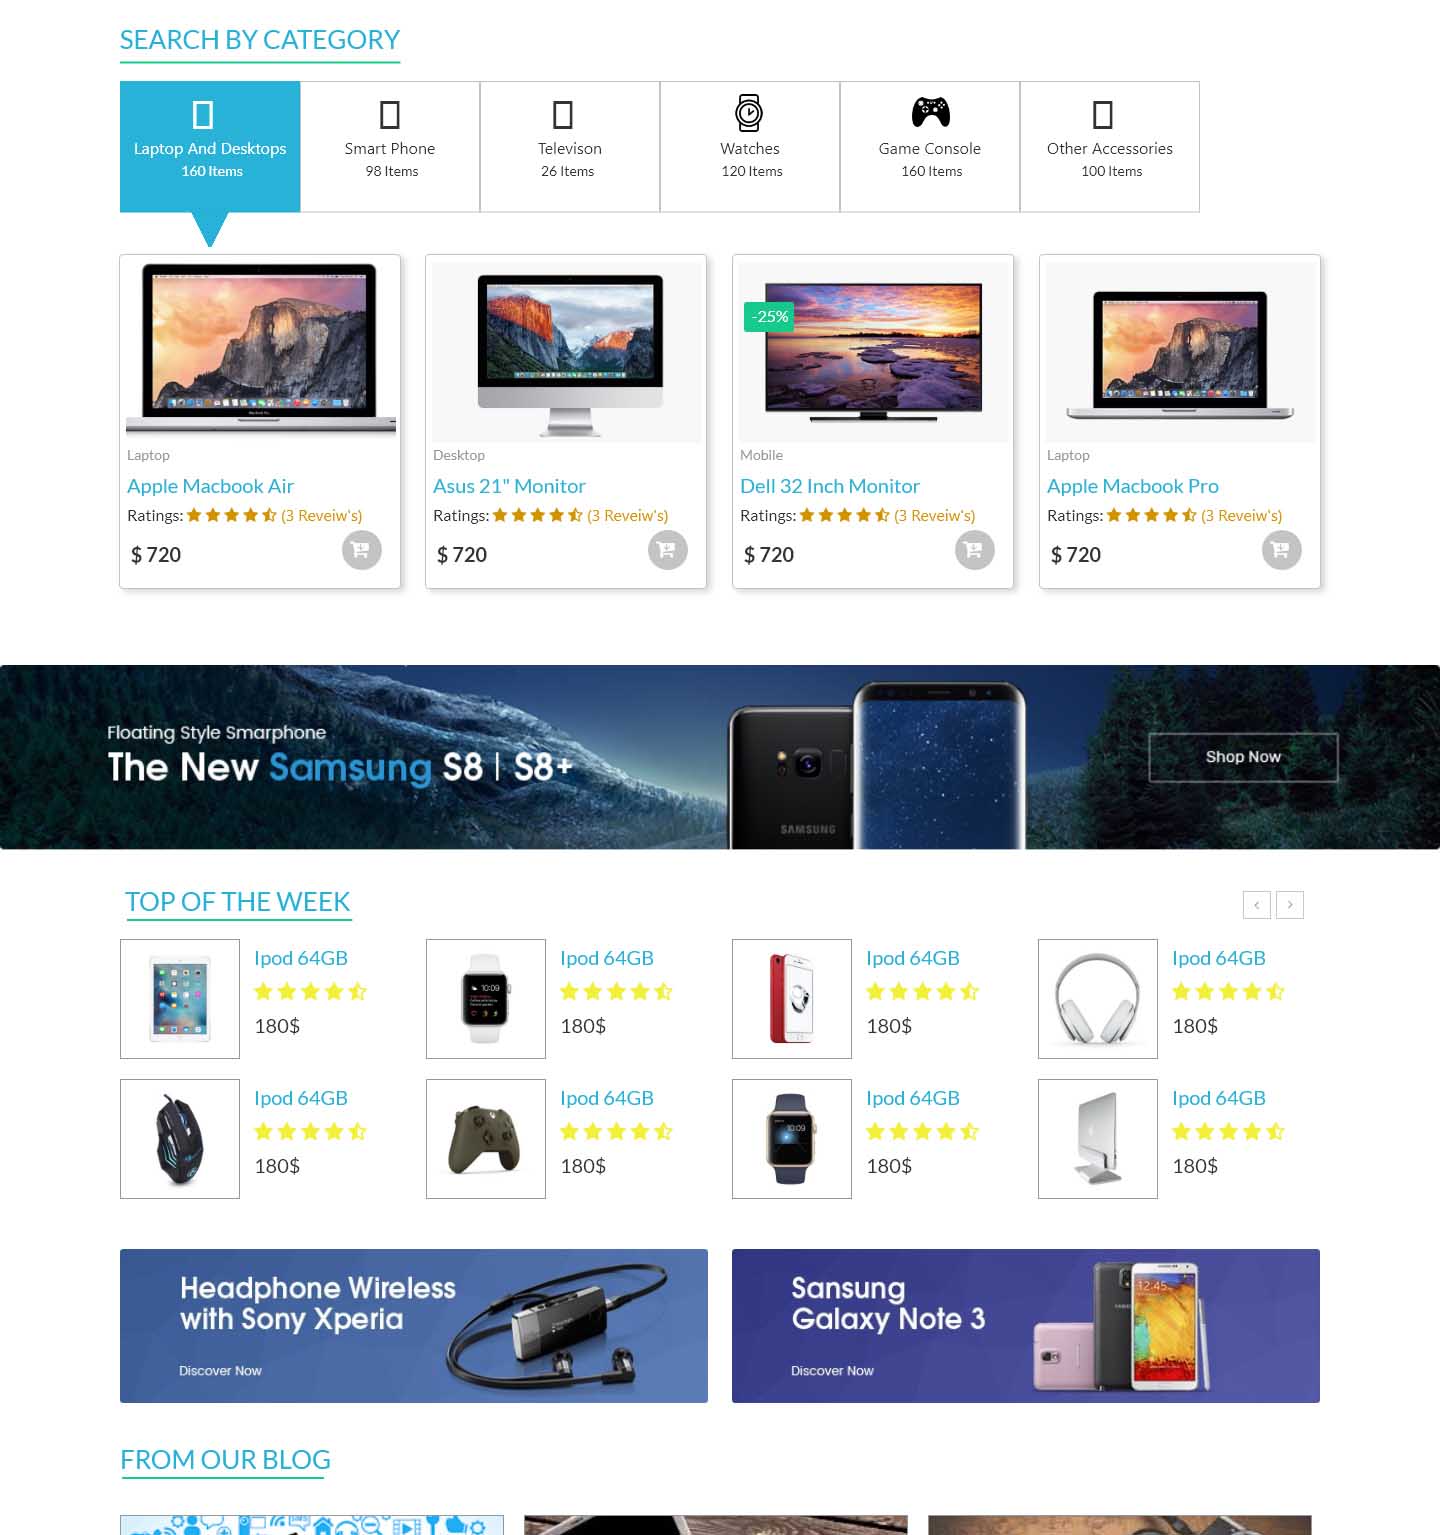 SEARCH BY CATEGORY
Laptop And Desktops
160 Items
Smart Phone
98 Items
Televison
26 Items
Watches
120 Items
Game Console
160 Items
Other Accessories
100 Items
Laptop
Apple Macbook Air
Ratings: (3 Reveiw's)
$ 720
Desktop
Asus 21" Monitor
Ratings: (3 Reveiw's)
$ 720
-25%
Mobile
Dell 32 Inch Monitor
Ratings: (3 Reveiw's)
$ 720
Laptop
Apple Macbook Pro
Ratings: (3 Reveiw's)
$ 720
Floating Style Smarphone
The New Samsung S8 | S8+
SAMSUNG
Shop Now
TOP OF THE WEEK
Ipod 64GB
180$
10:09
Ipod 64GB
180$
Ipod 64GB
180$
Ipod 64GB
180$
Ipod 64GB
180$
Ipod 64GB
180$
10:09
Ipod 64GB
180$
Ipod 64GB
180$
Headphone Wireless
with Sony Xperia
Discover Now
Sansung
Galaxy Note 3
Discover Now
12:45
FROM OUR BLOG